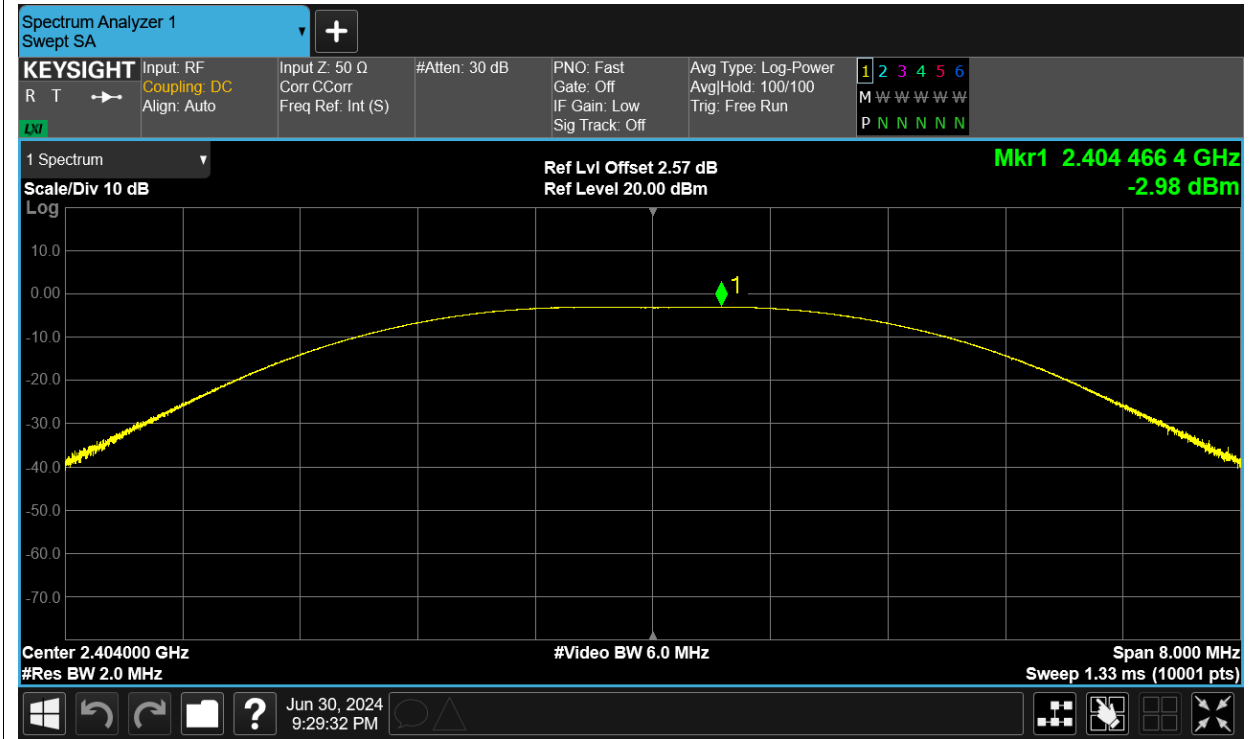 Spectrum Analyzer 1
Swept SA
+
KEYSIGHT
R T
LXI
Input: RF
Coupling: DC
Align: Auto
Input Z: 50 Ω
Corr CCorr
Freq Ref: Int (S)
#Atten: 30 dB
PNO: Fast
Gate: Off
IF Gain: Low
Sig Track: Off
Avg Type: Log-Power
Avg|Hold: 100/100
Trig: Free Run
1 2 3 4 5 6
M W W W W W W
P N N N N N N
1 Spectrum
Scale/Div 10 dB
Log
Ref Lvl Offset 2.57 dB
Ref Level 20.00 dBm
Mkr1 2.404 466 4 GHz
-2.98 dBm
10.0
0.00
-10.0
-20.0
-30.0
-40.0
-50.0
-60.0
-70.0
1
Center 2.404000 GHz
#Res BW 2.0 MHz
#Video BW 6.0 MHz
Span 8.000 MHz
Sweep 1.33 ms (10001 pts)
?
Jun 30, 2024
9:29:32 PM